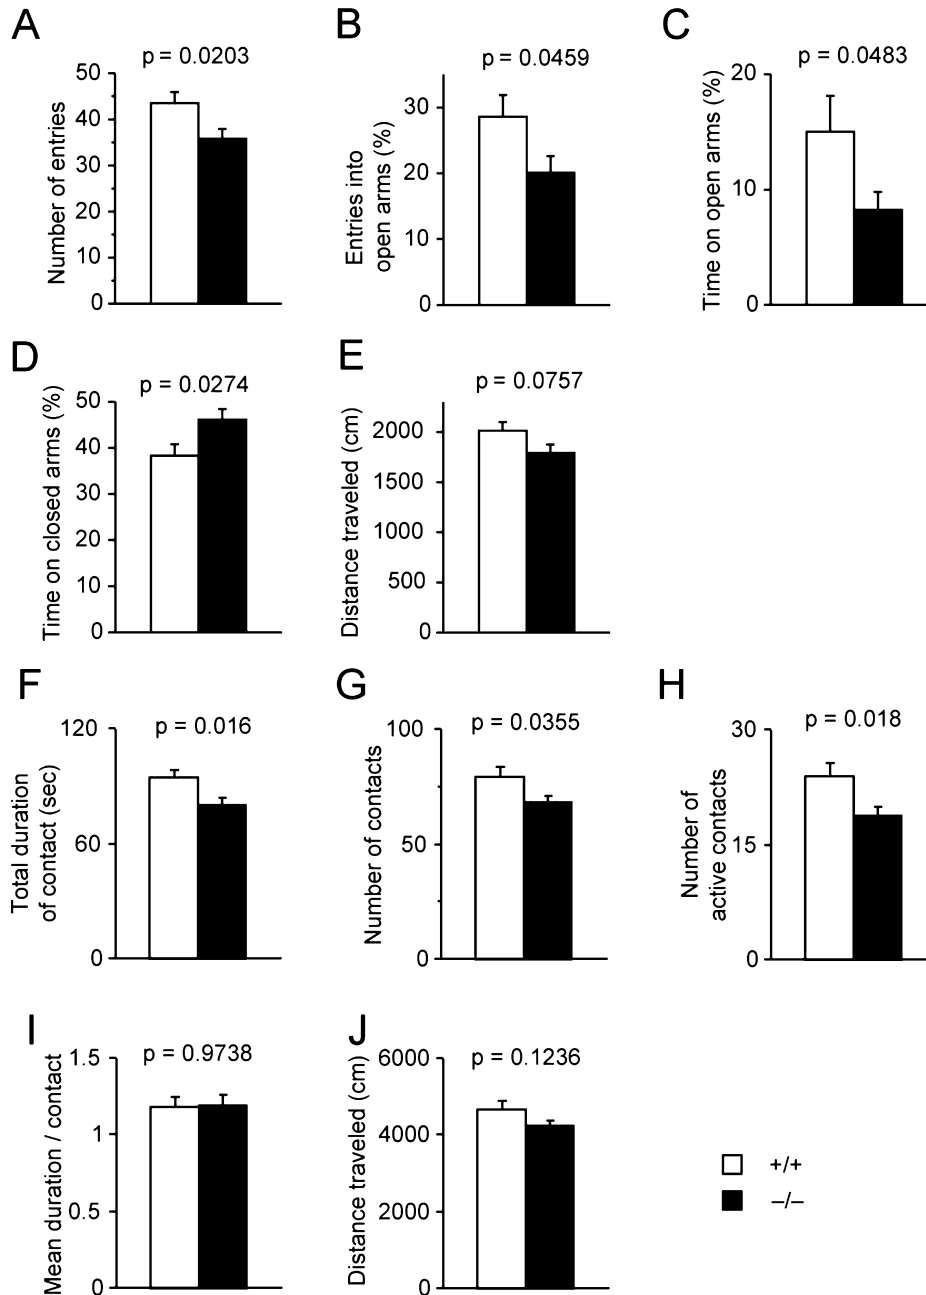 A
p = 0.0203
Number of entries
50
40
30
20
10
0
B
p = 0.0459
Entries into
open arms (%)
30
20
10
0
C
p = 0.0483
Time on open arms (%)
20
10
0
D
p = 0.0274
Time on closed arms (%)
50
40
30
20
10
0
E
p = 0.0757
Distance traveled (cm)
2000
1500
1000
500
0
F
p = 0.016
Total duration
of contact (sec)
120
60
0
G
p = 0.0355
Number of contacts
100
50
0
H
p = 0.018
Number of
active contacts
30
15
0
I
p = 0.9738
Mean duration / contact
1.5
1
0.5
0
J
p = 0.1236
Distance traveled (cm)
6000
4000
2000
0
+/+
–/–